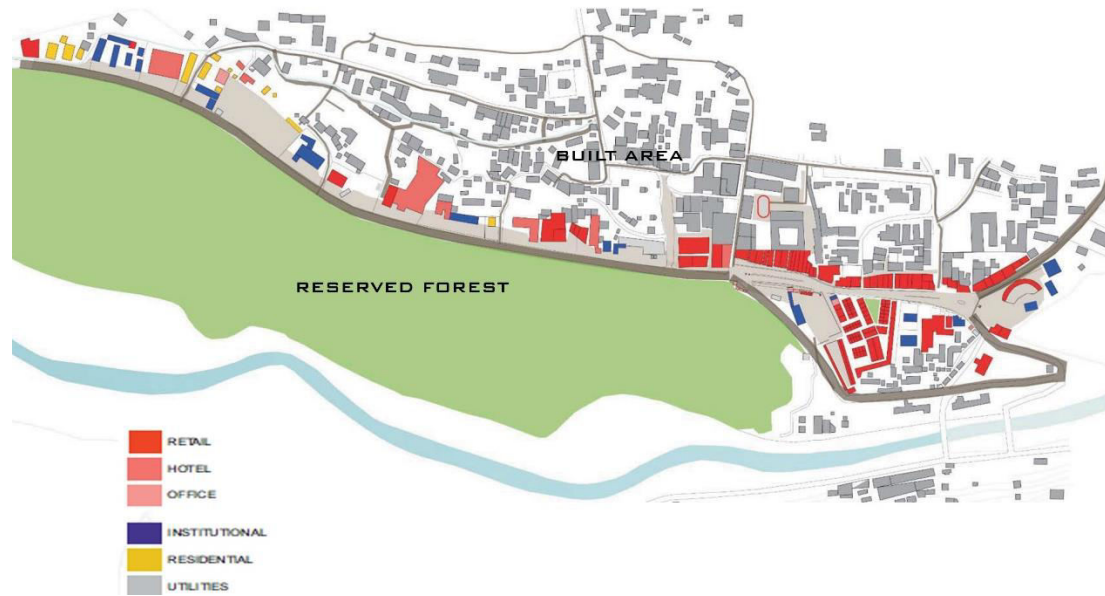 BUILT AREA
RESERVED FOREST
RETAIL
HOTEL
OFFICE
INSTITUTIONAL
RESIDENTIAL
UTILITIES